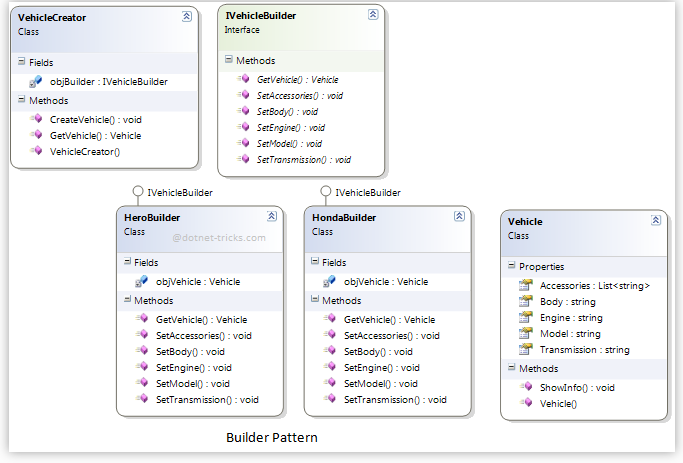 VehicleCreator
Class
Fields
objBuilder : IVehicleBuilder
Methods
CreateVehicle() : void
GetVehicle() : Vehicle
VehicleCreator()
IVehicleBuilder
Interface
Methods
GetVehicle() : Vehicle
SetAccessories() : void
SetBody() : void
SetEngine() : void
SetModel() : void
SetTransmission() : void
IVehicleBuilder
HeroBuilder
Class
@dotnet-tricks.com
Fields
objVehicle : Vehicle
Methods
GetVehicle() : Vehicle
SetAccessories() : void
SetBody() : void
SetEngine() : void
SetModel() : void
SetTransmission() : void
IVehicleBuilder
HondaBuilder
Class
Fields
objVehicle : Vehicle
Methods
GetVehicle() : Vehicle
SetAccessories() : void
SetBody() : void
SetEngine() : void
SetModel() : void
SetTransmission() : void
Vehicle
Class
Properties
Accessories : List<string>
Body : string
Engine : string
Model : string
Transmission : string
Methods
ShowInfo() : void
Vehicle()
Builder Pattern